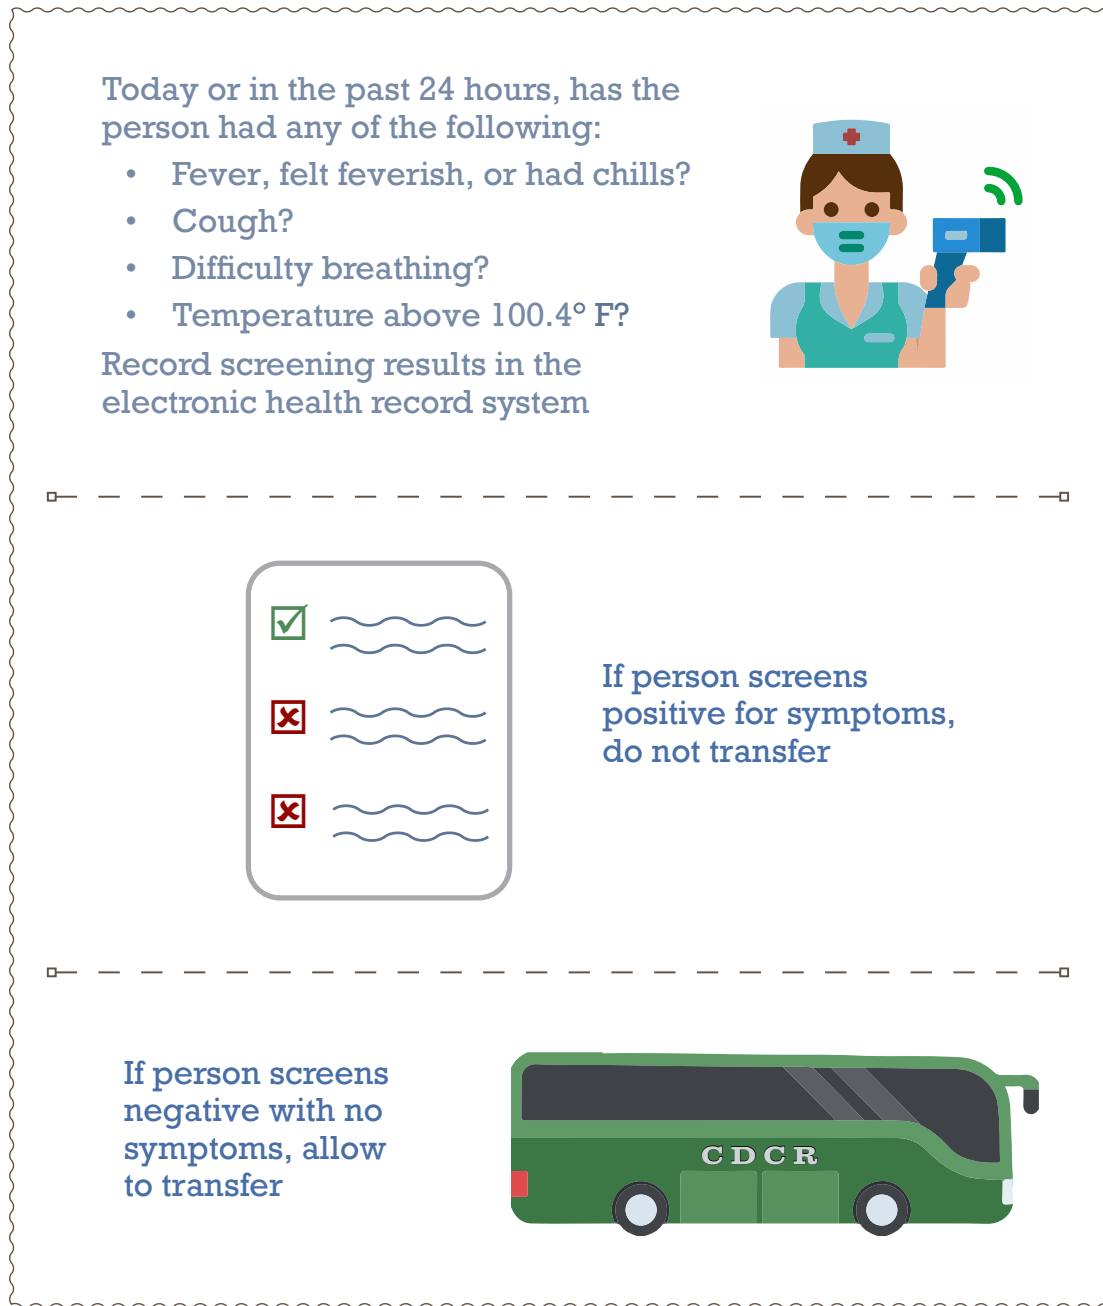 Today or in the past 24 hours, has the
person had any of the following:
• Fever, felt feverish, or had chills?
• Cough?
• Difficulty breathing?
• Temperature above 100.4° F?
Record screening results in the
electronic health record system
If person screens
positive for symptoms,
do not transfer
If person screens
negative with no
symptoms, allow
to transfer
CDCR